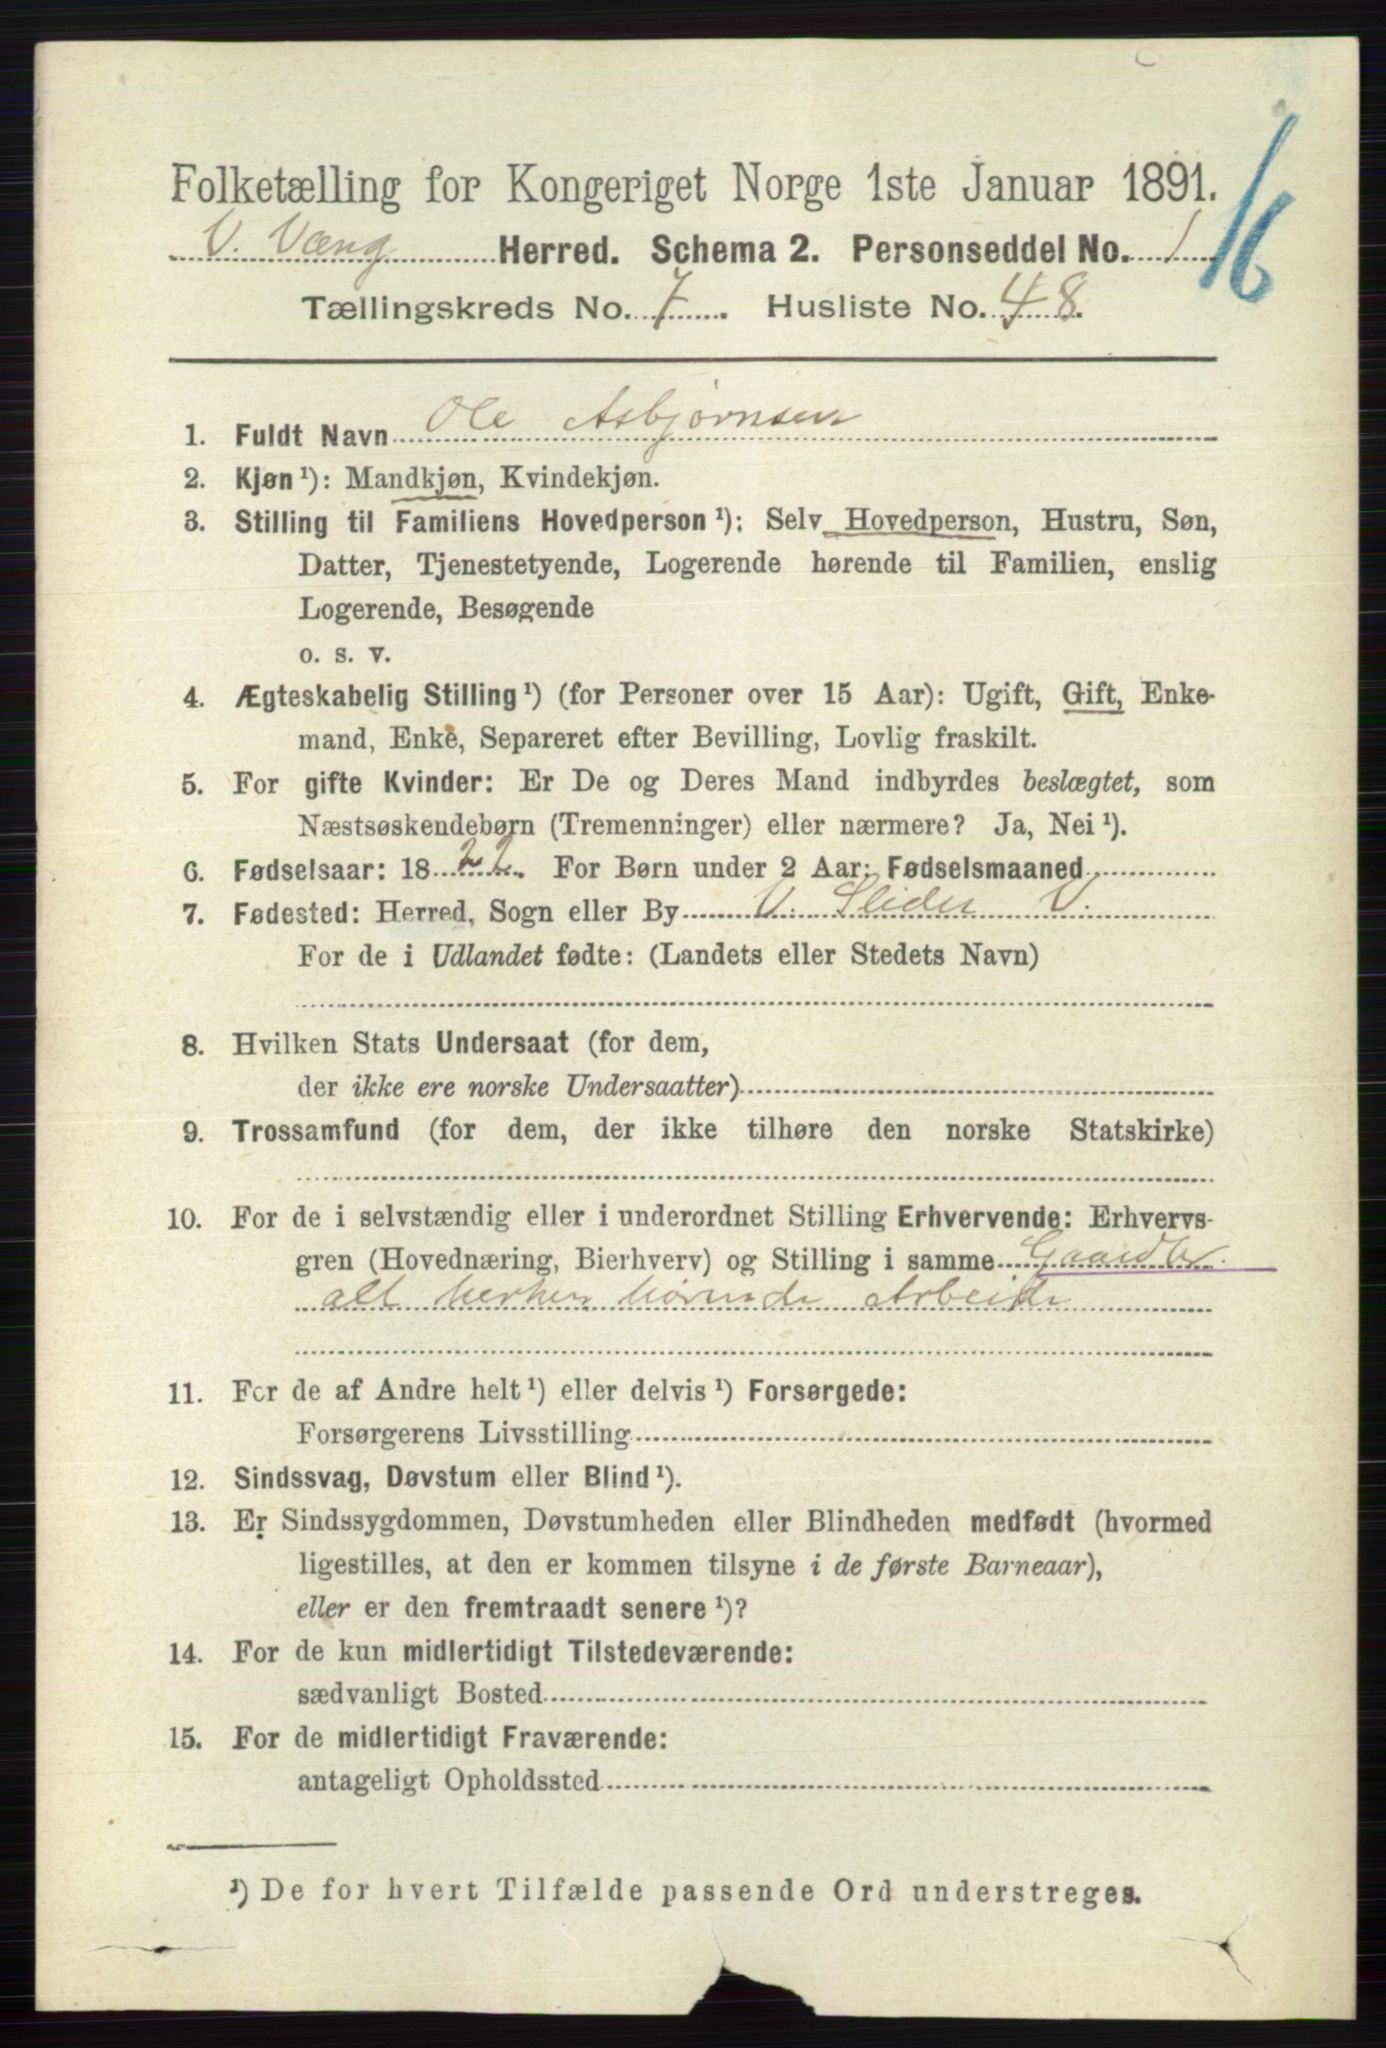 16
Folketælling for Kongeriget Norge 1ste Januar 1891.
V. Vang Herred. Schema 2. Personseddel No. 1
Tællingskreds No. 7. Husliste No. 48.
1. Fuldt Navn Ole Asbjørnsen
2. Kjøn ¹): Mandkjøn, Kvindekjøn.
3. Stilling til Familiens Hovedperson ¹): Selv Hovedperson, Hustru, Søn,
Datter, Tjenestetyende, Logerende hørende til Familien, enslig
Logerende, Besøgende
o. s. v.
4. Ægteskabelig Stilling ¹) (for Personer over 15 Aar): Ugift, Gift, Enke-
mand, Enke, Separeret efter Bevilling, Lovlig fraskilt.
5. For gifte Kvinder: Er De og Deres Mand indbyrdes beslægtet, som
Næstsøskendebørn (Tremenninger) eller nærmere? Ja, Nei ¹).
6. Fødselsaar: 1822. For Børn under 2 Aar: Fødselsmaaned
7. Fødested: Herred, Sogn eller By V. Slider V.
For de i Udlandet fødte: (Landets eller Stedets Navn)
8. Hvilken Stats Undersaat (for dem,
der ikke ere norske Undersaatter)
9. Trossamfund (for dem, der ikke tilhøre den norske Statskirke)
10. For de i selvstændig eller i underordnet Stilling Erhvervende: Erhvervs-
gren (Hovednæring, Bierhverv) og Stilling i samme Gaardbr.
alt herhen hørende Arbeide
11. For de af Andre helt ¹) eller delvis ¹) Forsørgede:
Forsørgerens Livsstilling
12. Sindssvag, Døvstum eller Blind ¹).
13. Er Sindssygdommen, Døvstumheden eller Blindheden medfødt (hvormed
ligestilles, at den er kommen tilsyne i de første Barneaar),
eller er den fremtraadt senere ¹)?
14. For de kun midlertidigt Tilstedeværende:
sædvanligt Bosted
15. For de midlertidigt Fraværende:
antageligt Opholdssted
¹) De for hvert Tilfælde passende Ord understreges.